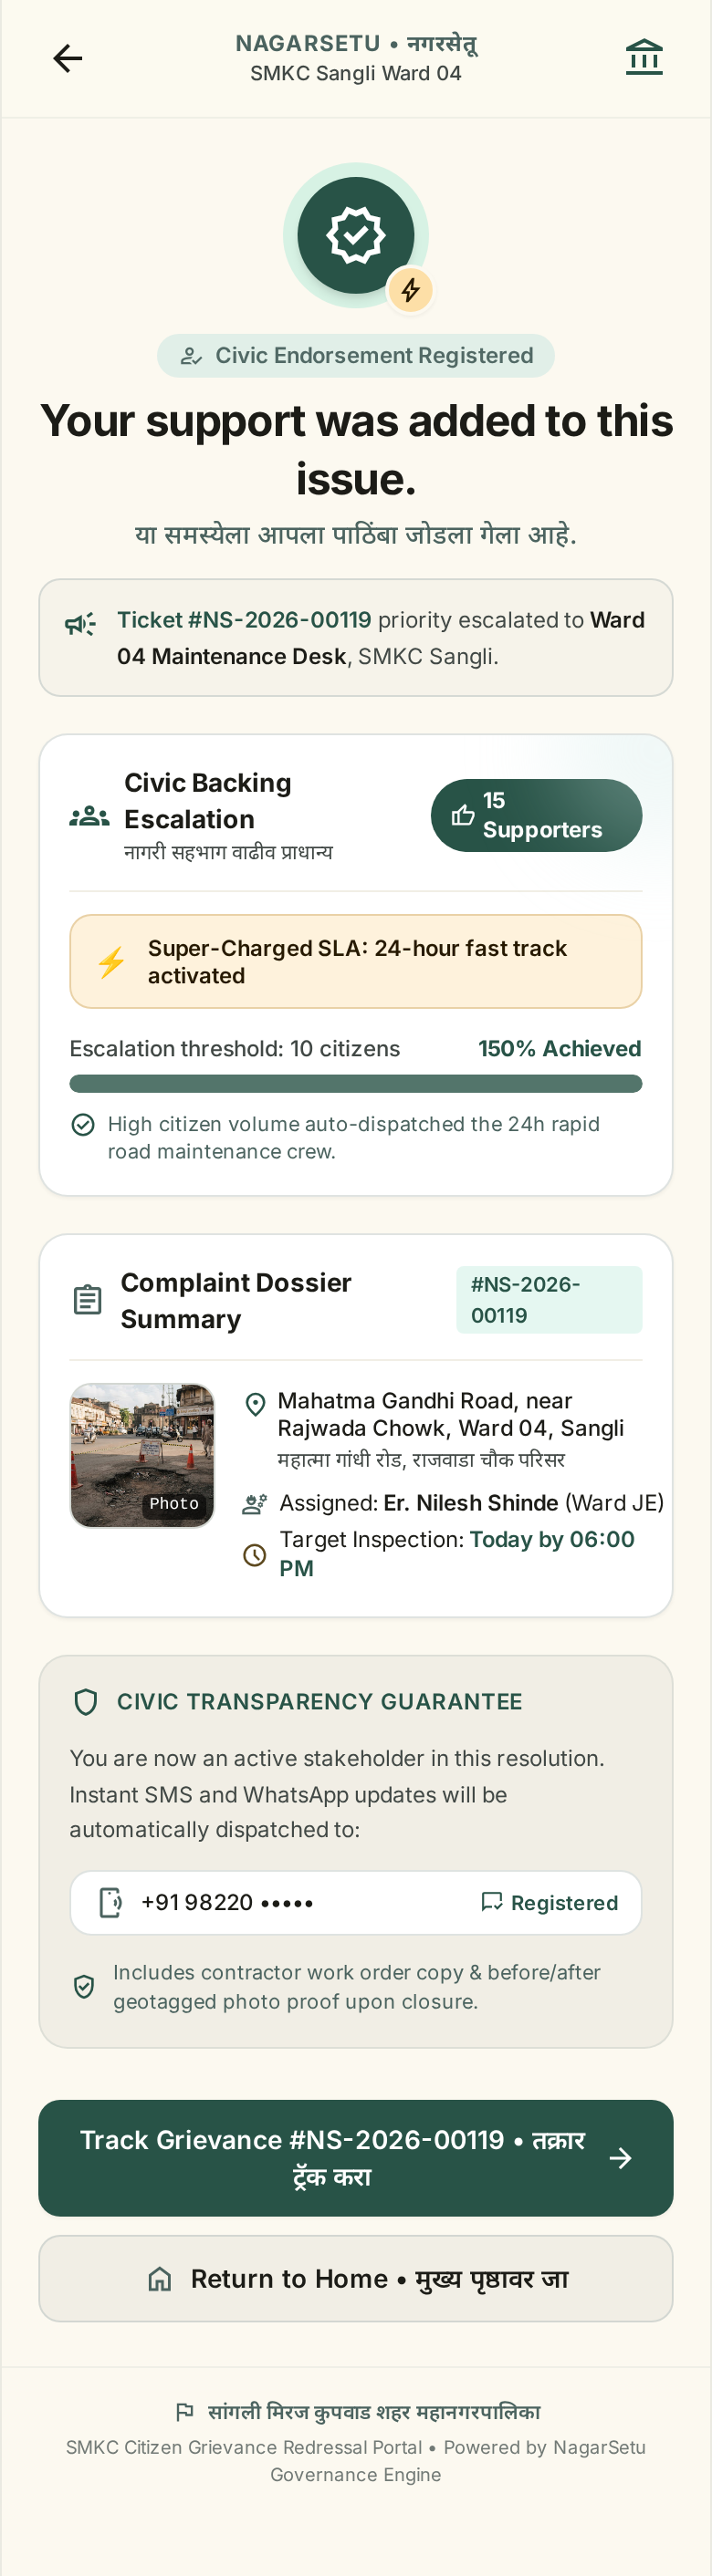 NAGARSETU • नगरसेतू
SMKC Sangli Ward 04
Civic Endorsement Registered
Your support was added to this
issue.
या समस्येला आपला पाठिंबा जोडला गेला आहे.
Ticket #NS-2026-00119 priority escalated to Ward
04 Maintenance Desk, SMKC Sangli.
Civic Backing
Escalation
नागरी सहभाग वाढीव प्राधान्य
15
Supporters
Super-Charged SLA: 24-hour fast track
activated
Escalation threshold: 10 citizens 150% Achieved
High citizen volume auto-dispatched the 24h rapid
road maintenance crew.
Complaint Dossier
Summary
#NS-2026-
00119
Photo
Mahatma Gandhi Road, near
Rajwada Chowk, Ward 04, Sangli
महात्मा गांधी रोड, राजवाडा चौक परिसर
Assigned: Er. Nilesh Shinde (Ward JE)
Target Inspection: Today by 06:00
PM
CIVIC TRANSPARENCY GUARANTEE
You are now an active stakeholder in this resolution.
Instant SMS and WhatsApp updates will be
automatically dispatched to:
+91 98220 ••••• Registered
Includes contractor work order copy & before/after
geotagged photo proof upon closure.
Track Grievance #NS-2026-00119 • तक्रार
ट्रॅक करा
Return to Home • मुख्य पृष्ठावर जा
सांगली मिरज कुपवाड शहर महानगरपालिका
SMKC Citizen Grievance Redressal Portal • Powered by NagarSetu
Governance Engine